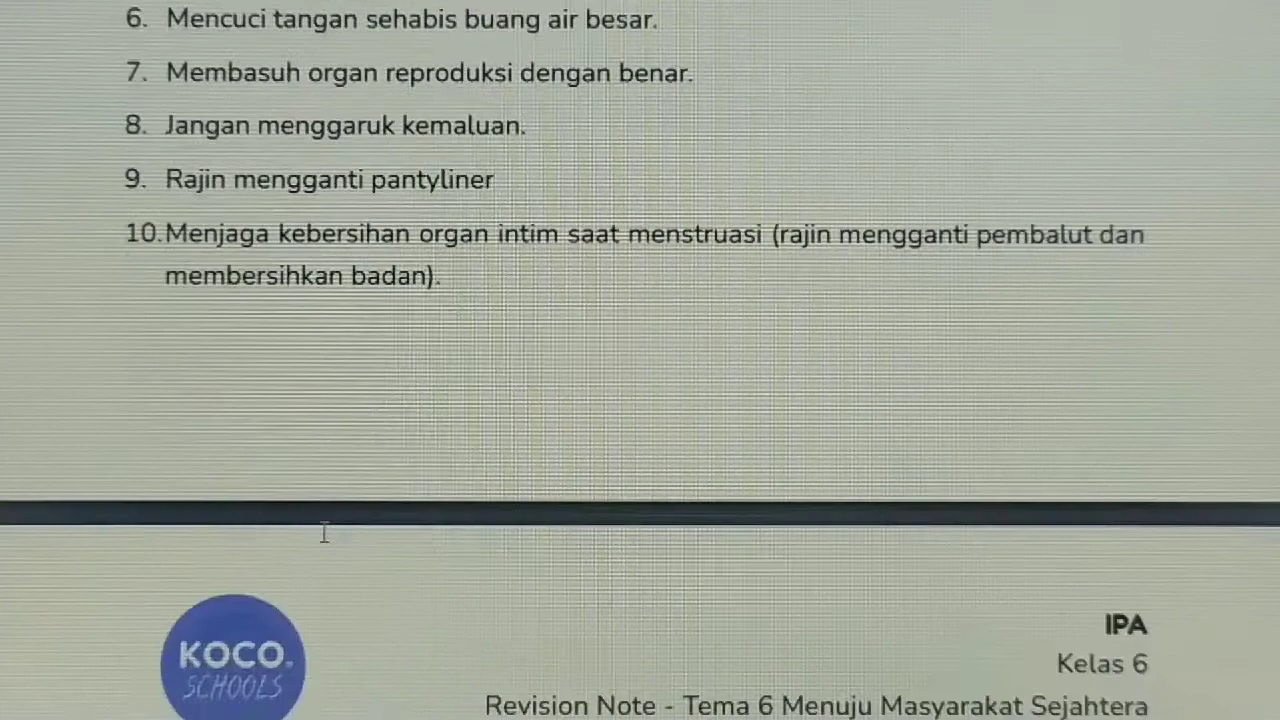 6. Mencuci tangan sehabis buang air besar.
7. Membasuh organ reproduksi dengan benar.
8. Jangan menggaruk kemaluan.
9. Rajin mengganti pantyliner
10.Menjaga kebersihan organ intim saat menstruasi (rajin mengganti pembalut dan
membersihkan badan).
KOCO
SCHOOLS
IPA
Kelas 6
Revision Note - Tema 6 Menuju Masyarakat Sejahtera